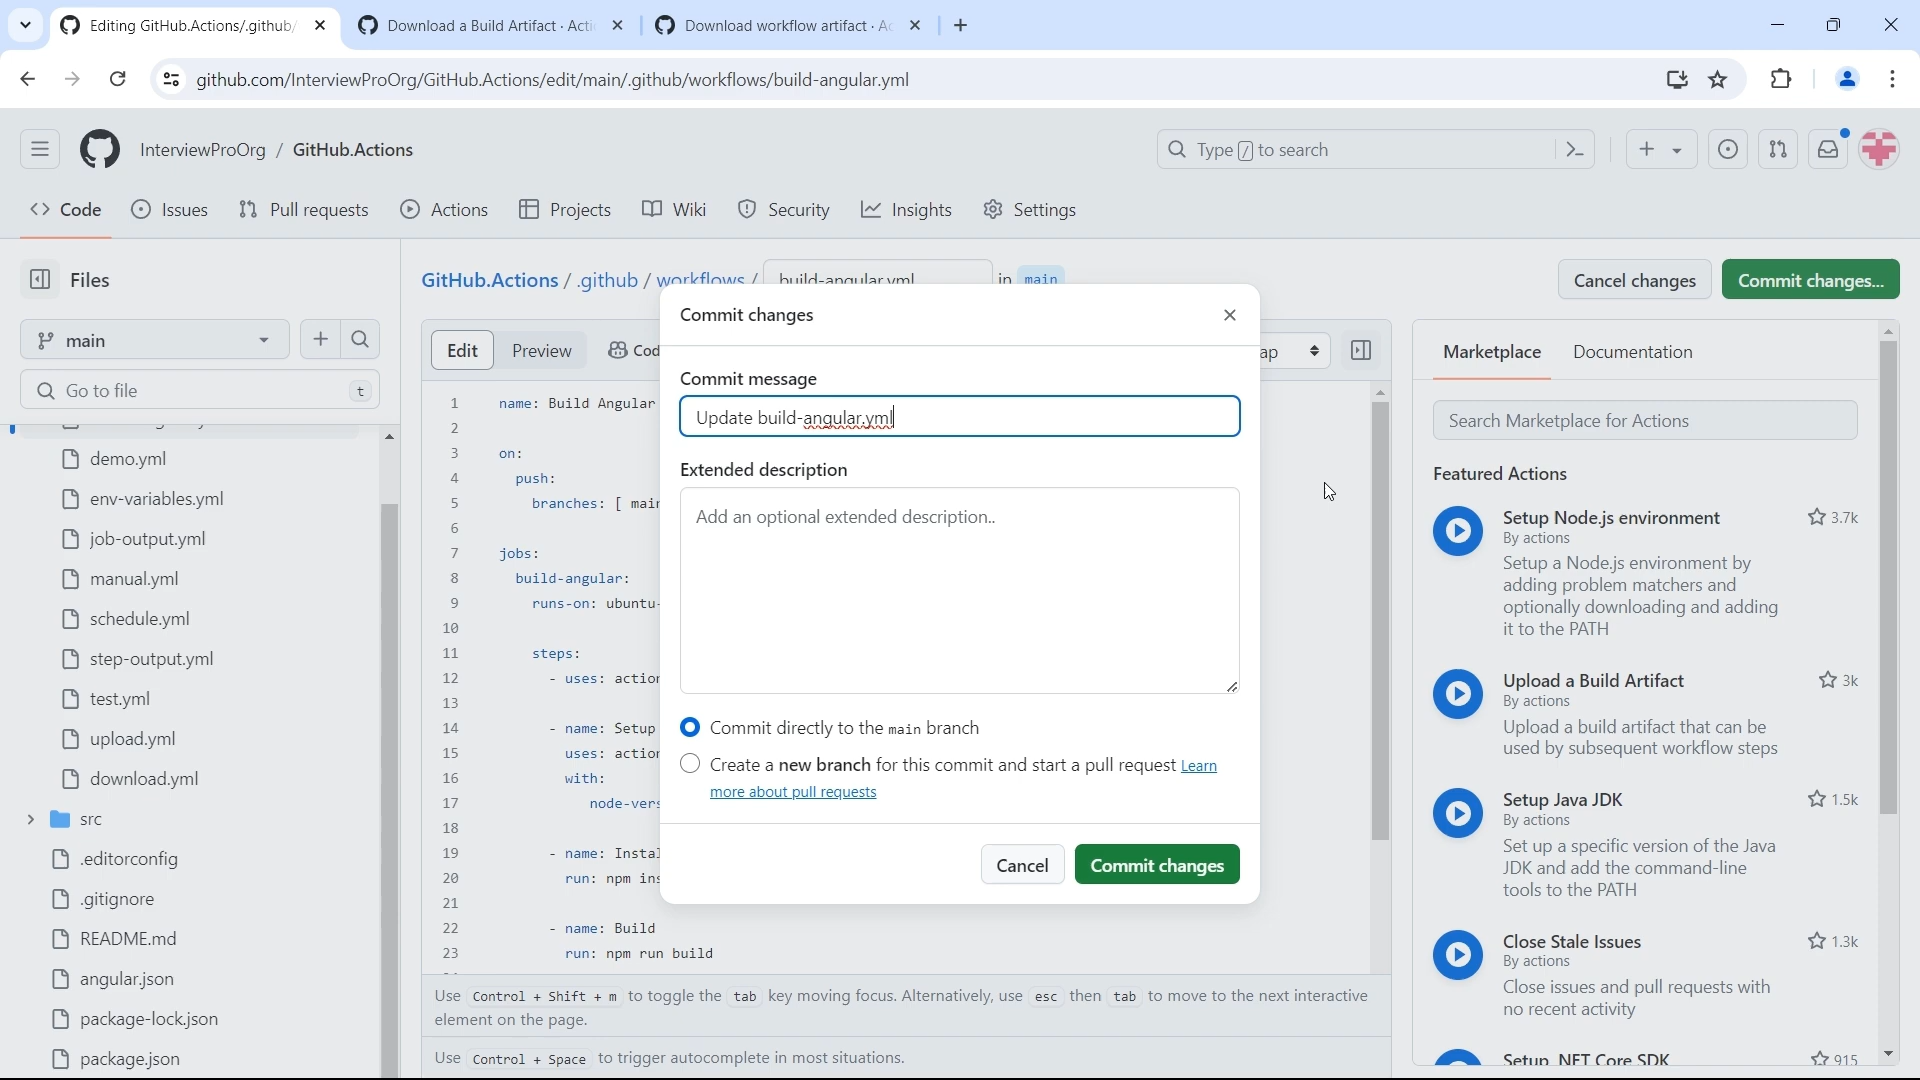 Editing GitHub.Actions/.github/
Download a Build Artifact · Acti
Download workflow artifact · Ac
github.com/InterviewProOrg/GitHub.Actions/edit/main/.github/workflows/build-angular.yml
InterviewProOrg / GitHub.Actions
Type / to search
Code
Issues
Pull requests
Actions
Projects
Wiki
Security
Insights
Settings
Files
main
Go to file
t
demo.yml
env-variables.yml
job-output.yml
manual.yml
schedule.yml
step-output.yml
test.yml
upload.yml
download.yml
src
.editorconfig
.gitignore
README.md
angular.json
package-lock.json
package.json
GitHub.Actions / .github / workflows / build-angular.yml in main
Cancel changes
Commit changes...
Edit
Preview
Cod
ap
1 name: Build Angular
2
3 on:
4 push:
5 branches: [ main
6
7 jobs:
8 build-angular:
9 runs-on: ubuntu-
10
11 steps:
12 - uses: action
13
14 - name: Setup
15 uses: action
16 with:
17 node-vers
18
19 - name: Instal
20 run: npm ins
21
22 - name: Build
23 run: npm run build
Use Control + Shift + m to toggle the tab key moving focus. Alternatively, use esc then tab to move to the next interactive
element on the page.
Use Control + Space to trigger autocomplete in most situations.
Commit changes
Commit message
Update build-angular.yml
Extended description
Add an optional extended description..
Commit directly to the main branch
Create a new branch for this commit and start a pull request Learn
more about pull requests
Cancel
Commit changes
Marketplace
Documentation
Search Marketplace for Actions
Featured Actions
Setup Node.js environment
3.7k
By actions
Setup a Node.js environment by
adding problem matchers and
optionally downloading and adding
it to the PATH
Upload a Build Artifact
3k
By actions
Upload a build artifact that can be
used by subsequent workflow steps
Setup Java JDK
1.5k
By actions
Set up a specific version of the Java
JDK and add the command-line
tools to the PATH
Close Stale Issues
1.3k
By actions
Close issues and pull requests with
no recent activity
Setup .NET Core SDK
915